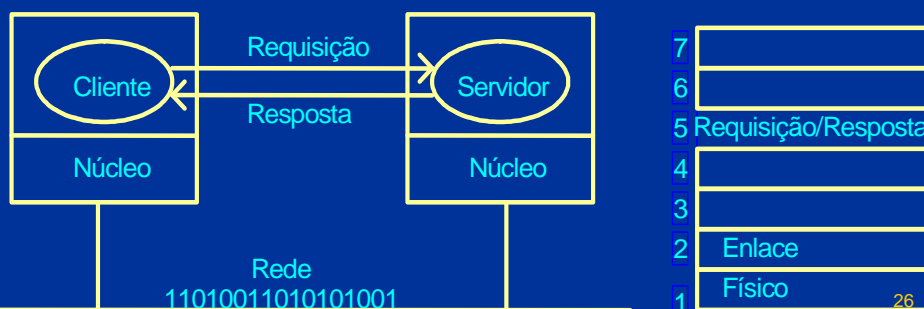 Requisição
Cliente
Servidor
Resposta
Núcleo
Núcleo
Rede
11010011010101001
7
6
5 Requisição/Resposta
4
3
2 Enlace
1 Físico
26